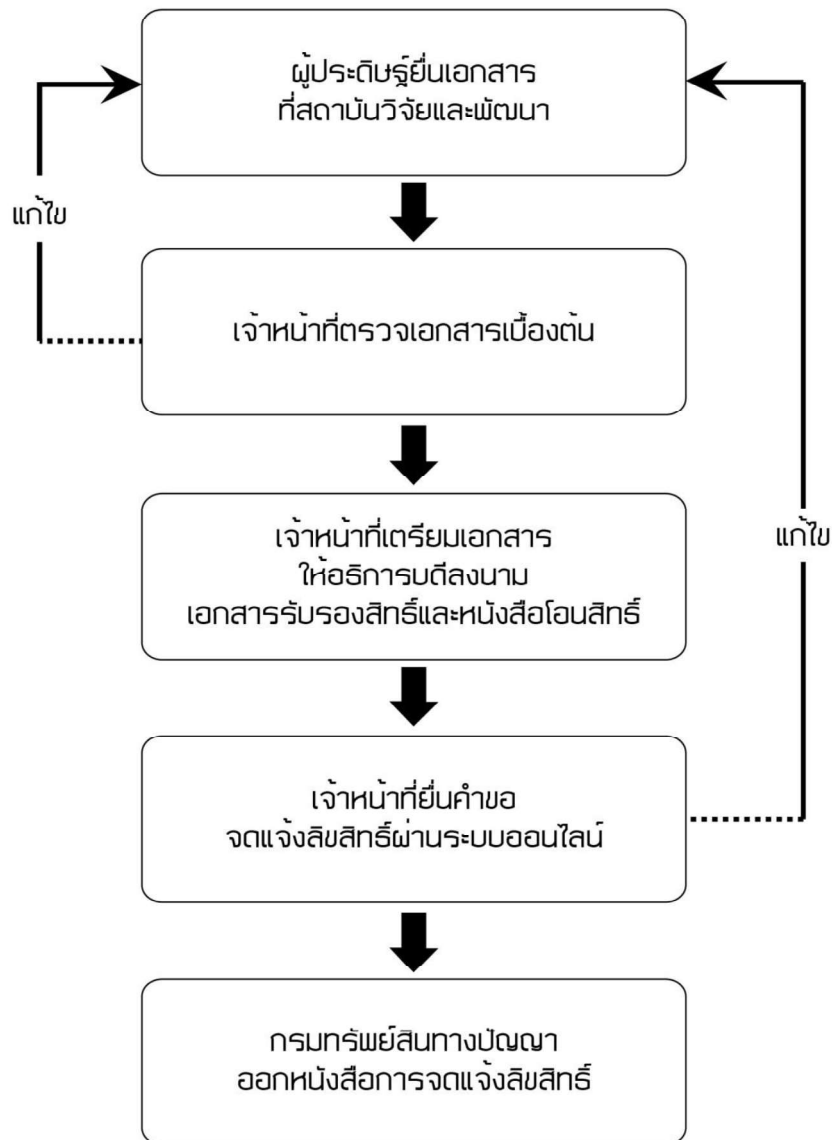 ผู้ประดิษฐ์ยื่นเอกสาร
ที่สถาบันวิจัยและพัฒนา
แก้ไข
เจ้าหน้าที่ตรวจเอกสารเบื้องต้น
เจ้าหน้าที่เตรียมเอกสาร
ให้อธิการบดีลงนาม
เอกสารรับรองสิทธิ์และหนังสือโอนสิทธิ์
แก้ไข
เจ้าหน้าที่ยื่นคำขอ
จดแจ้งลิขสิทธิ์ผ่านระบบออนไลน์
กรมทรัพย์สินทางปัญญา
ออกหนังสือการจดแจ้งลิขสิทธิ์